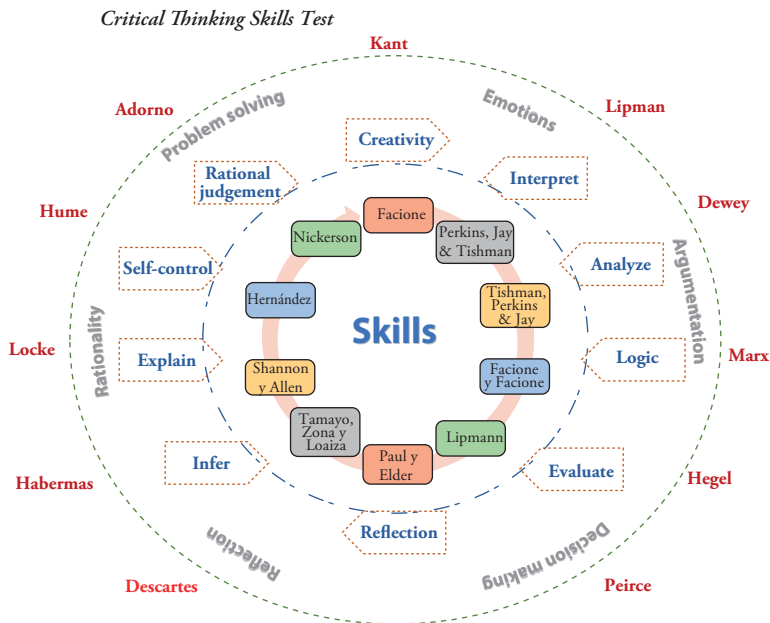 Critical Thinking Skills Test
Kant
Adorno
Lipman
Problem solving
Emotions
Creativity
Rational
judgement
Interpret
Hume
Dewey
Facione
Nickerson
Perkins, Jay
& Tishman
Self-control
Analyze
Argumentation
Hernández
Tishman,
Perkins
& Jay
Skills
Rationality
Locke
Marx
Explain
Logic
Shannon
y Allen
Facione
y Facione
Tamayo,
Zona y
Loaiza
Lipmann
Paul y
Elder
Infer
Evaluate
Habermas
Hegel
Reflection
Reflection
Decision making
Descartes
Peirce